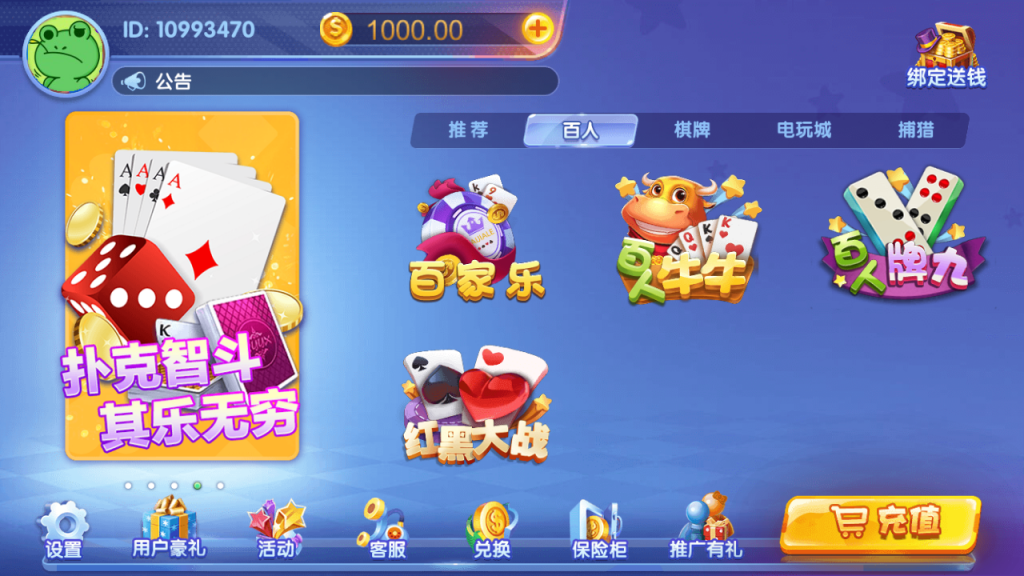 ID: 10993470
1000.00
绑定送钱
公告
推荐
百人
棋牌
电玩城
捕猎
A
A
A
A
K
扑克智斗
其乐无穷
K
百家乐
Q
K
K
百人牛牛
百人牌九
红黑大战
设置
用户豪礼
活动
客服
兑换
保险柜
推广有礼
充值